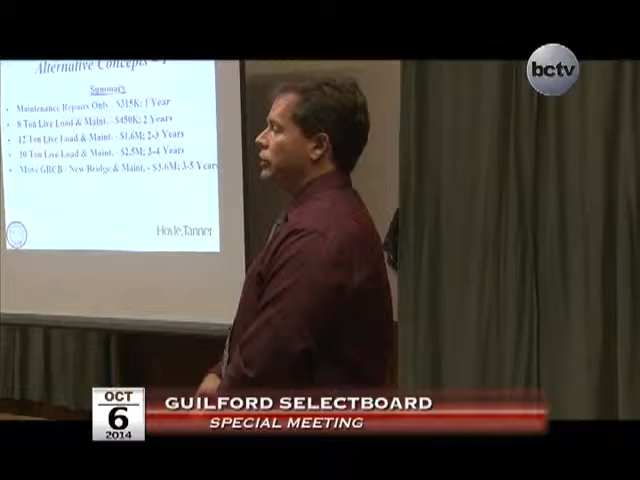 Alternative Concepts -
Summary
Maintenance Repairs Only - $315K: 1 Year
8 Ton Live Load & Maint. - $450K: 2 Years
12 Ton Live Load & Maint. - $1.6M; 2-3 Years
20 Ton Live Load & Maint. - $2.5M; 3-4 Years
Move GRCB - New Bridge & Maint. - $3.6M; 3-5 Years
Hoyle, Tanner
bctv
OCT
6
2014
GUILFORD SELECTBOARD
SPECIAL MEETING